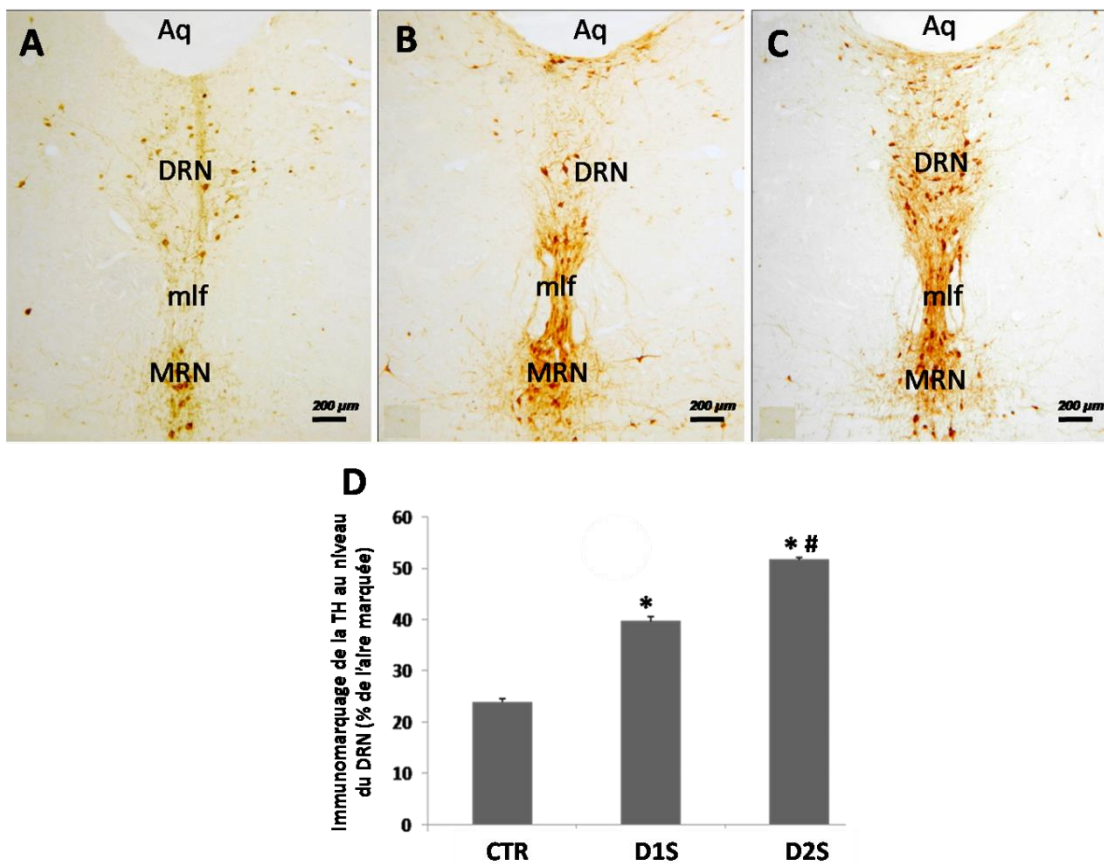 A
Aq
DRN
mlf
MRN
200 µm
B
Aq
DRN
mlf
MRN
200 µm
C
Aq
DRN
mlf
MRN
200 µm
D
Immunomarquage de la TH au niveau
du DRN (% de l'aire marquée)
60
50
40
30
20
10
0
*
* #
CTR
D1S
D2S